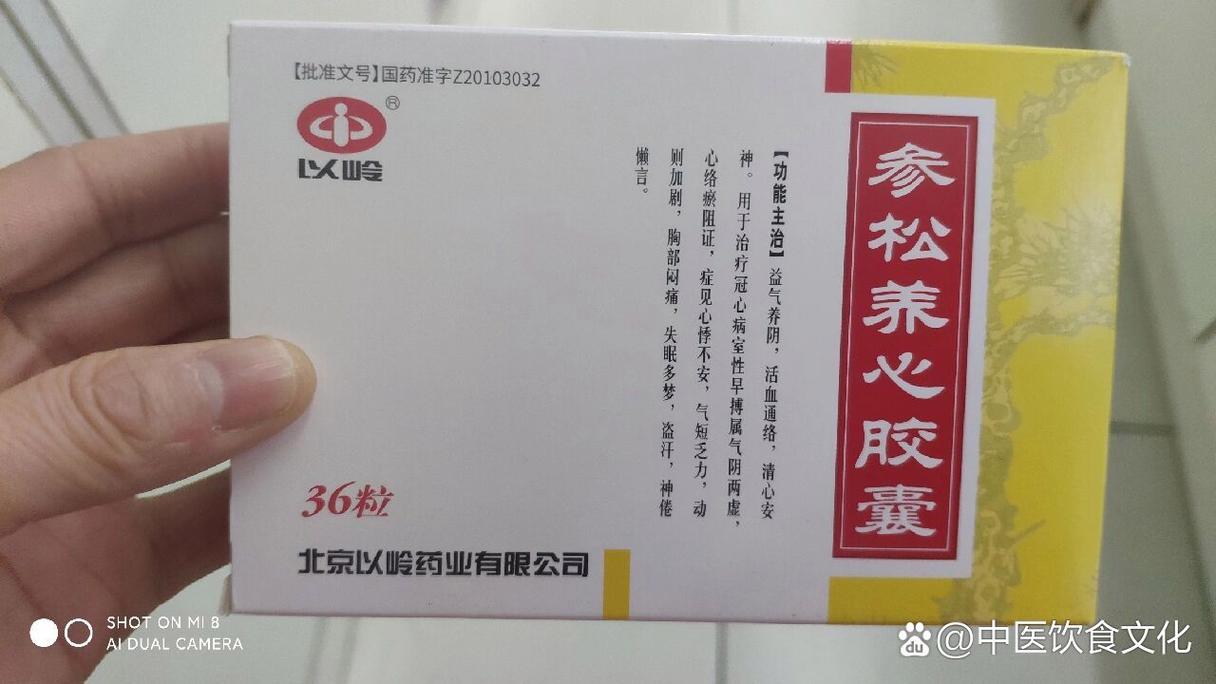 【批准文号】国药准字Z20103032
以岭®
参松养心胶囊
【功能主治】益气养阴，活血通络，清心安
神。用于治疗冠心病室性早搏属气阴两虚，
心络瘀阻证，症见心悸不安，气短乏力，动
则加剧，胸部闷痛，失眠多梦，盗汗，神倦
懒言。
36粒
北京以岭药业有限公司
SHOT ON MI 8
AI DUAL CAMERA
du @中医饮食文化